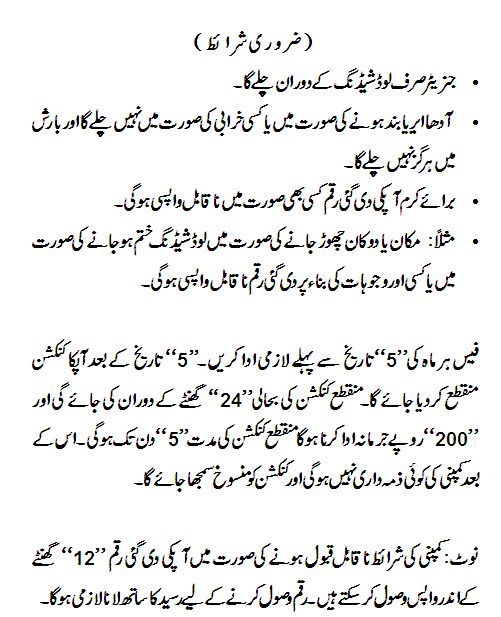 ( ضروری شرائط )
• جنریٹر صرف لوڈشیڈنگ کے دوران چلے گا۔
• آدھا ایریا بند ہونے کی صورت میں یا کسی خرابی کی صورت میں نہیں چلے گا اور بارش
میں ہرگز نہیں چلے گا۔
• برائے کرم آپکی دی گئی رقم کسی بھی صورت میں نا قابل واپسی ہوگی۔
• مثلاً: مکان یا دوکان چھوڑ جانے کی صورت میں لوڈشیڈنگ ختم ہو جانے کی صورت
میں یا کسی اور وجوہات کی بناء پر دی گئی رقم نا قابل واپسی ہوگی۔
فیس ہر ماہ کی ”5“ تاریخ سے پہلے لازمی ادا کریں۔ ”5“ تاریخ کے بعد آپکا کنکشن
منقطع کر دیا جائے گا۔ منقطع کنکشن کی بحالی ”24“ گھنٹے کے دوران کی جائے گی اور
”200“ روپے جرمانہ ادا کرنا ہوگا منقطع کنکشن کی مدت ”5“ دن تک ہوگی۔ اس کے
بعد کمپنی کی کوئی ذمہ داری نہیں ہوگی اور کنکشن کو منسوخ سمجھا جائے گا۔
نوٹ: کمپنی کی شرائط نا قابل قبول ہونے کی صورت میں آپکی دی گئی رقم ”12“ گھنٹے
کے اندر واپس وصول کر سکتے ہیں۔ رقم وصول کرنے کے لیے رسید کا ساتھ لانا لازمی ہوگا۔